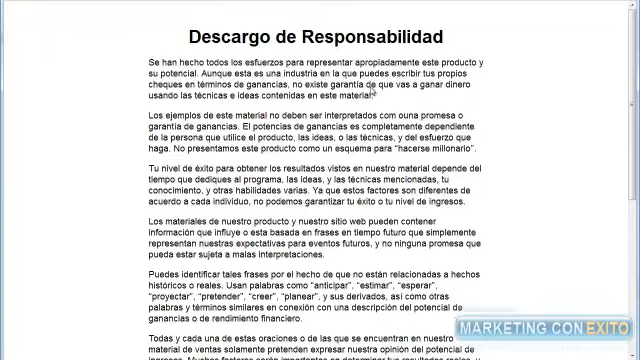 Descargo de Responsabilidad
Se han hecho todos los esfuerzos para representar apropiadamente este producto y
su potencial. Aunque esta es una industria en la que puedes escribir tus propios
cheques en términos de ganancias, no existe garantía de que vas a ganar dinero
usando las técnicas e ideas contenidas en este material.
Los ejemplos de este material no deben ser interpretados com ouna promesa o
garantía de ganancias. El potencias de ganancias es completamente dependiente
de la persona que utilice el producto, las ideas, o las técnicas, y del esfuerzo que
haga. No presentamos este producto como un esquema para “hacerse millonario”.
Tu nivel de éxito para obtener los resultados vistos en nuestro material depende del
tiempo que dediques al programa, las ideas, y las técnicas mencionadas, tu
conocimiento, y otras habilidades varias. Ya que estos factores son diferentes de
acuerdo a cada individuo, no podemos garantizar tu éxito o tu nivel de ingresos.
Los materiales de nuestro producto y nuestro sitio web pueden contener
información que influye o esta basada en frases en tiempo futuro que simplemente
representan nuestras expectativas para eventos futuros, y no ninguna promesa que
pueda estar sujeta a malas interpretaciones.
Puedes identificar tales frases por el hecho de que no están relacionadas a hechos
históricos o reales. Usan palabras como “anticipar”, “estimar”, “esperar”,
“proyectar”, “pretender”, “creer”, “planear”, y sus derivados, así como otras
palabras y términos similares en conexión con una descripción del potencial de
ganancias o de rendimiento financiero.
Todas y cada una de estas oraciones o de las que se encuentran en nuestro
material de ventas solamente pretenden expresar nuestra opinión del potencial de
MARKETING CON EXITO